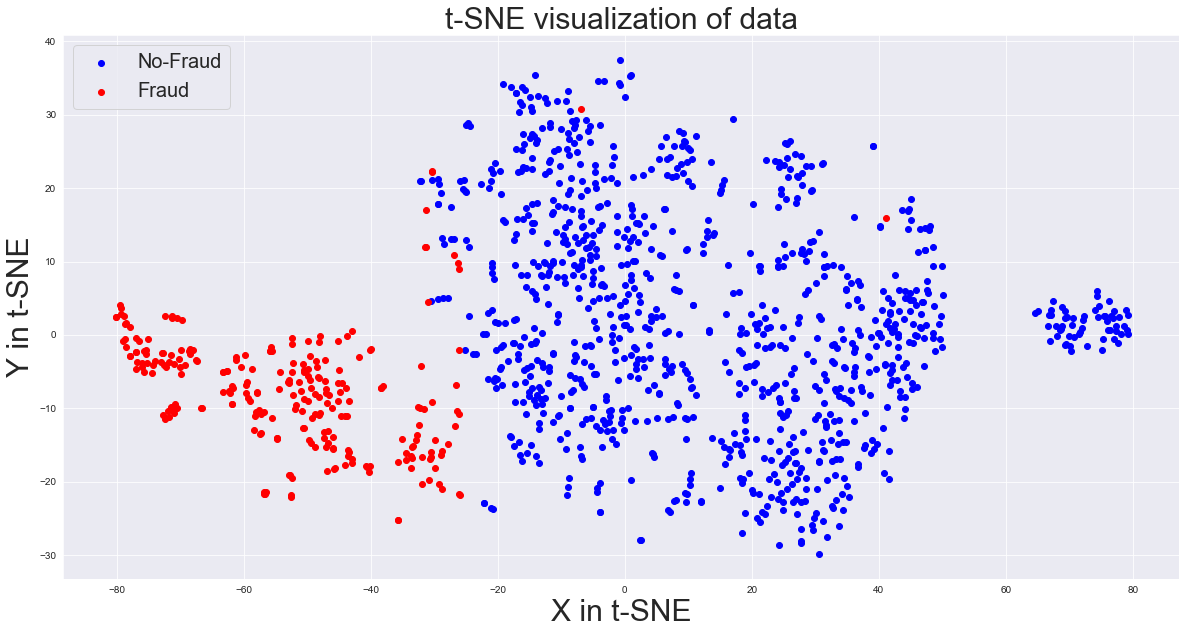 t-SNE visualization of data
No-Fraud
Fraud
40
30
20
10
0
−10
−20
−30
Y in t-SNE
−80 −60 −40 −20 0 20 40 60 80
X in t-SNE